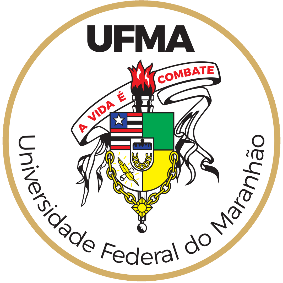 UFMA
A VIDA É COMBATE
Universidade Federal do Maranhão